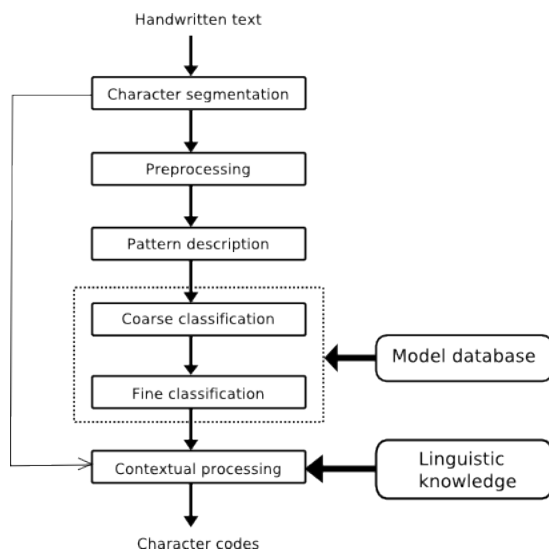 Handwritten text
Character segmentation
Preprocessing
Pattern description
Coarse classification
Model database
Fine classification
Contextual processing
Linguistic
knowledge
Character codes